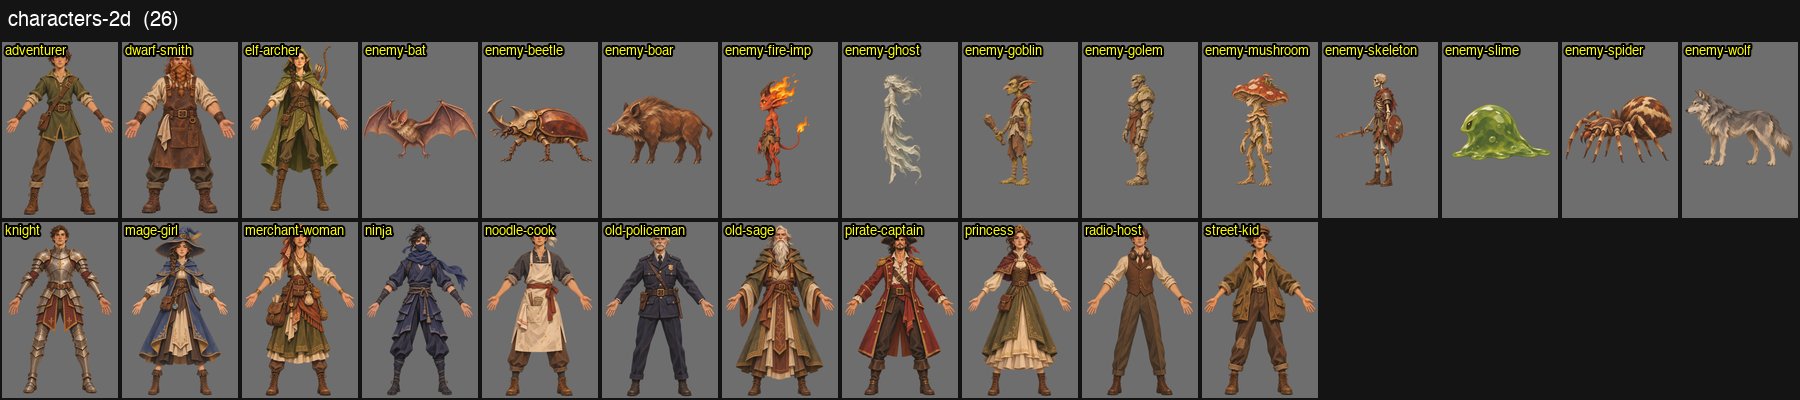 characters-2d (26)
adventurer
dwarf-smith
elf-archer
enemy-bat
enemy-beetle
enemy-boar
enemy-fire-imp
enemy-ghost
enemy-goblin
enemy-golem
enemy-mushroom
enemy-skeleton
enemy-slime
enemy-spider
enemy-wolf
knight
mage-girl
merchant-woman
ninja
noodle-cook
old-policeman
old-sage
pirate-captain
princess
radio-host
street-kid